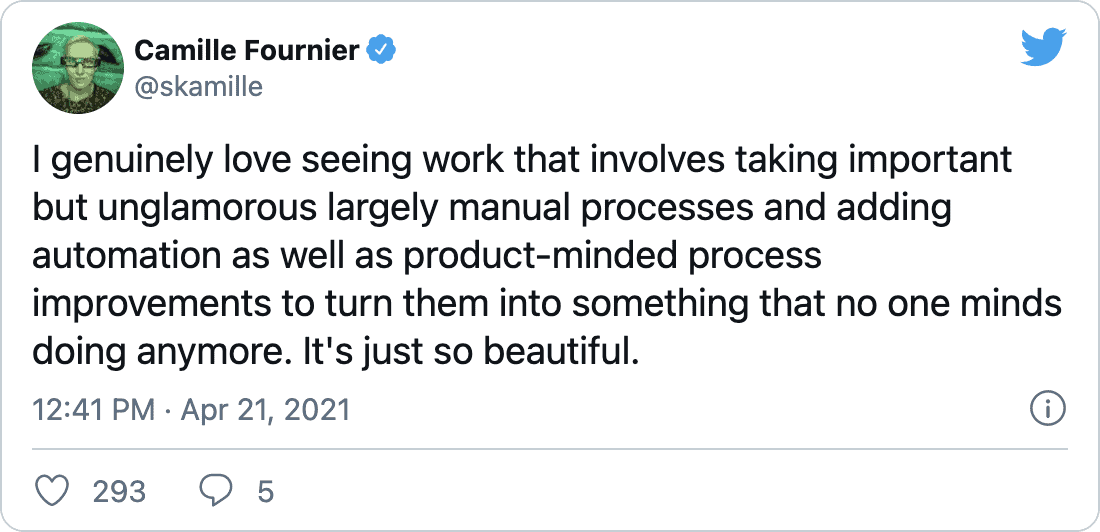 Camille Fournier
@skamille
I genuinely love seeing work that involves taking important
but unglamorous largely manual processes and adding
automation as well as product-minded process
improvements to turn them into something that no one minds
doing anymore. It's just so beautiful.
12:41 PM · Apr 21, 2021
293 5